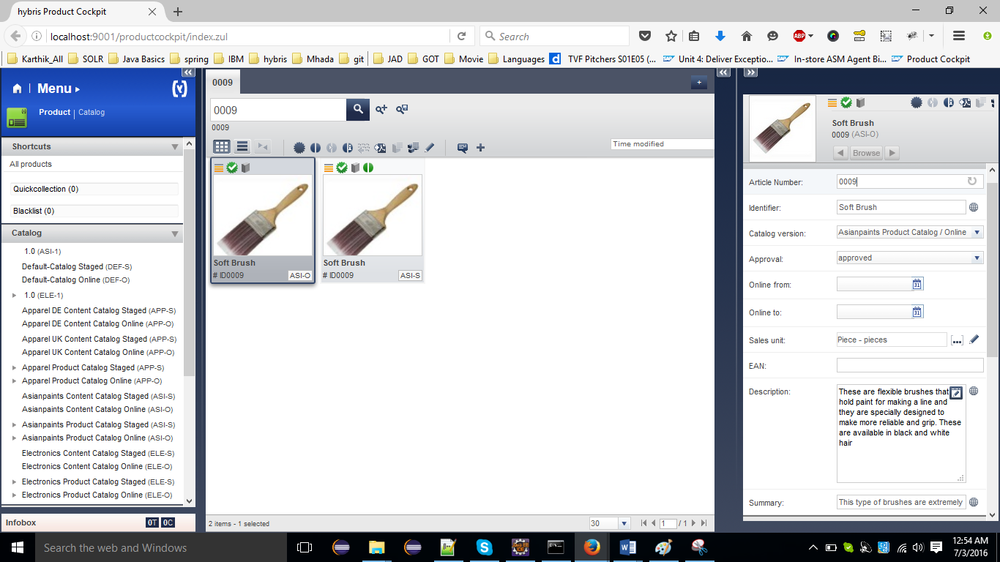 hybris Product Cockpit
localhost:9001/productcockpit/index.zul
Search
ABP
Karthik_All SOLR Java Basics spring IBM hybris Mhada git JAD GOT Movie Languages TVF Pitchers S01E05 (... Unit 4: Deliver Exceptio... In-store ASM Agent Bi... Product Cockpit
Menu
Product | Catalog
Shortcuts
All products
Quickcollection (0)
Blacklist (0)
Catalog
1.0 (ASI-1)
Default-Catalog Staged (DEF-S)
Default-Catalog Online (DEF-O)
1.0 (ELE-1)
Apparel DE Content Catalog Staged (APP-S)
Apparel DE Content Catalog Online (APP-O)
Apparel UK Content Catalog Staged (APP-S)
Apparel UK Content Catalog Online (APP-O)
Apparel Product Catalog Staged (APP-S)
Apparel Product Catalog Online (APP-O)
Asianpaints Content Catalog Staged (ASI-S)
Asianpaints Content Catalog Online (ASI-O)
Asianpaints Product Catalog Staged (ASI-S)
Asianpaints Product Catalog Online (ASI-O)
Electronics Content Catalog Staged (ELE-S)
Electronics Content Catalog Online (ELE-O)
Electronics Product Catalog Staged (ELE-S)
Electronics Product Catalog Online (ELE-O)
Infobox 0T 0C
0009
0009
0009
Time modified
Soft Brush
# ID0009 ASI-O
Soft Brush
# ID0009 ASI-S
2 items - 1 selected
30
1 / 1
Soft Brush
0009 (ASI-O)
Browse
Article Number: 0009
Identifier: Soft Brush
Catalog version: Asianpaints Product Catalog / Online
Approval: approved
Online from: 31
Online to: 31
Sales unit: Piece - pieces [...]
EAN:
Description: These are flexible brushes that
hold paint for making a line and
they are specially designed to
make more reliable and grip. These
are available in black and white
hair
Summary: This type of brushes are extremely
Search the web and Windows
12:54 AM
7/3/2016